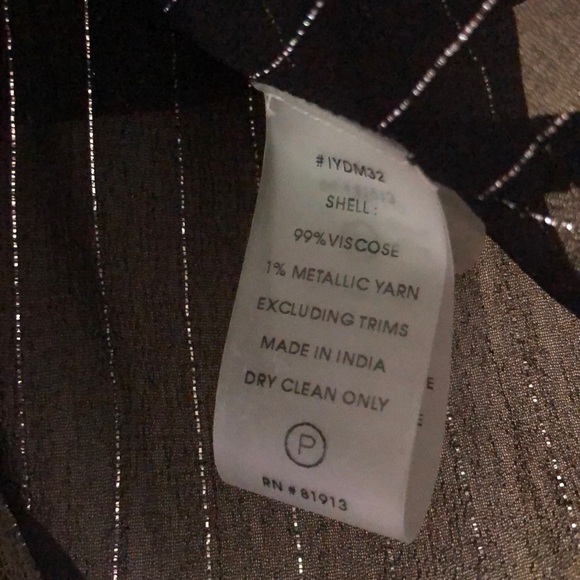 #IYDM32
SHELL:
99%VISCOSE
1% METALLIC YARN
EXCLUDING TRIMS
MADE IN INDIA
DRY CLEAN ONLY
P
RN # 81913
E
E